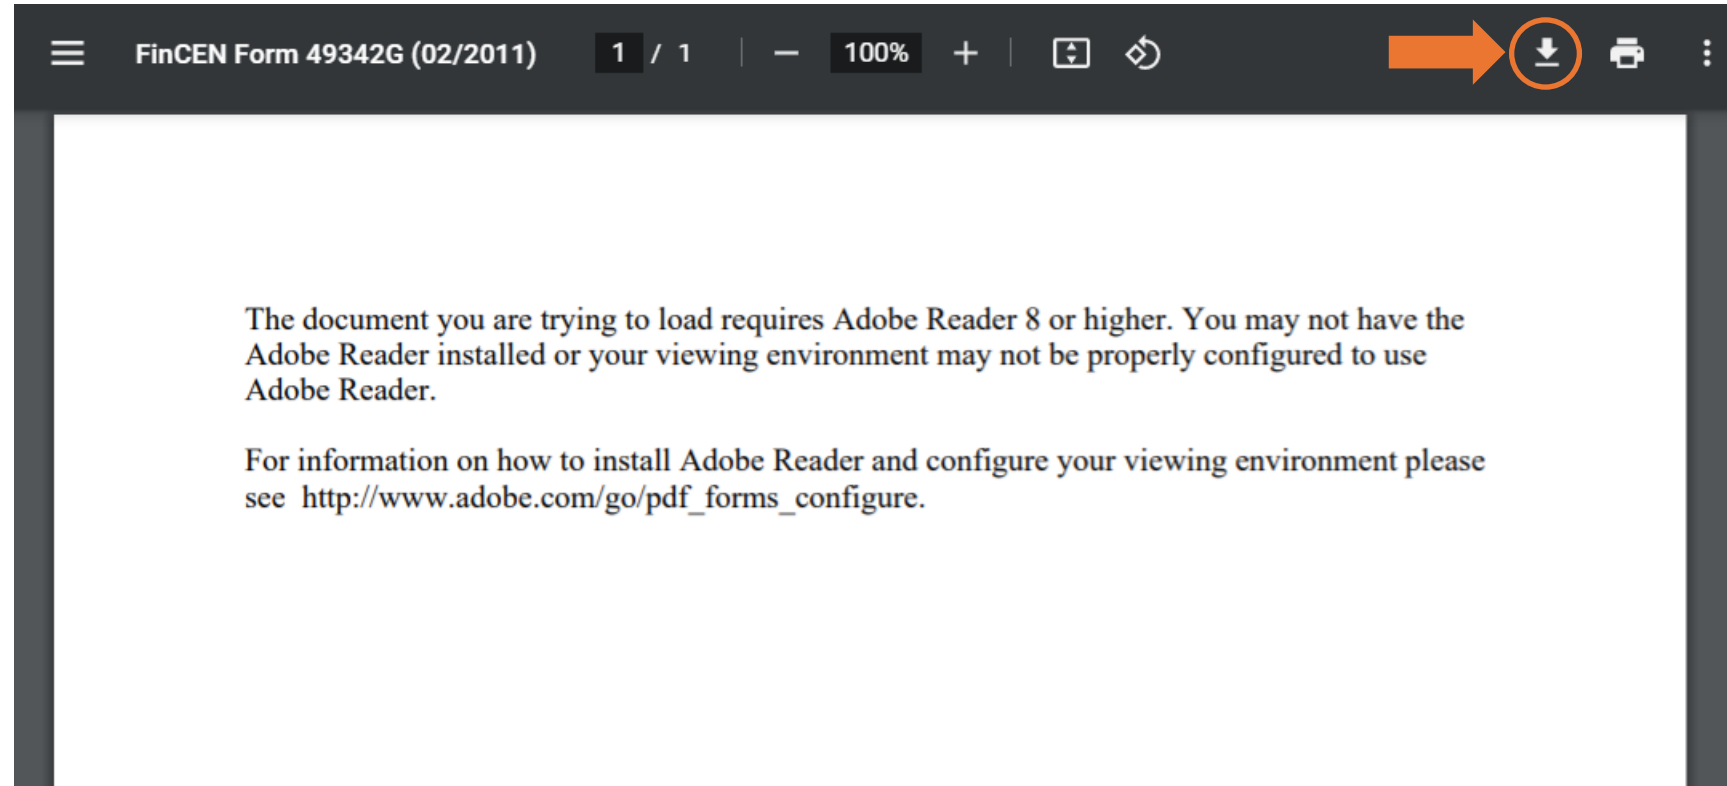 FinCEN Form 49342G (02/2011) 1 / 1 100%
The document you are trying to load requires Adobe Reader 8 or higher. You may not have the
Adobe Reader installed or your viewing environment may not be properly configured to use
Adobe Reader.
For information on how to install Adobe Reader and configure your viewing environment please
see  http://www.adobe.com/go/pdf_forms_configure.